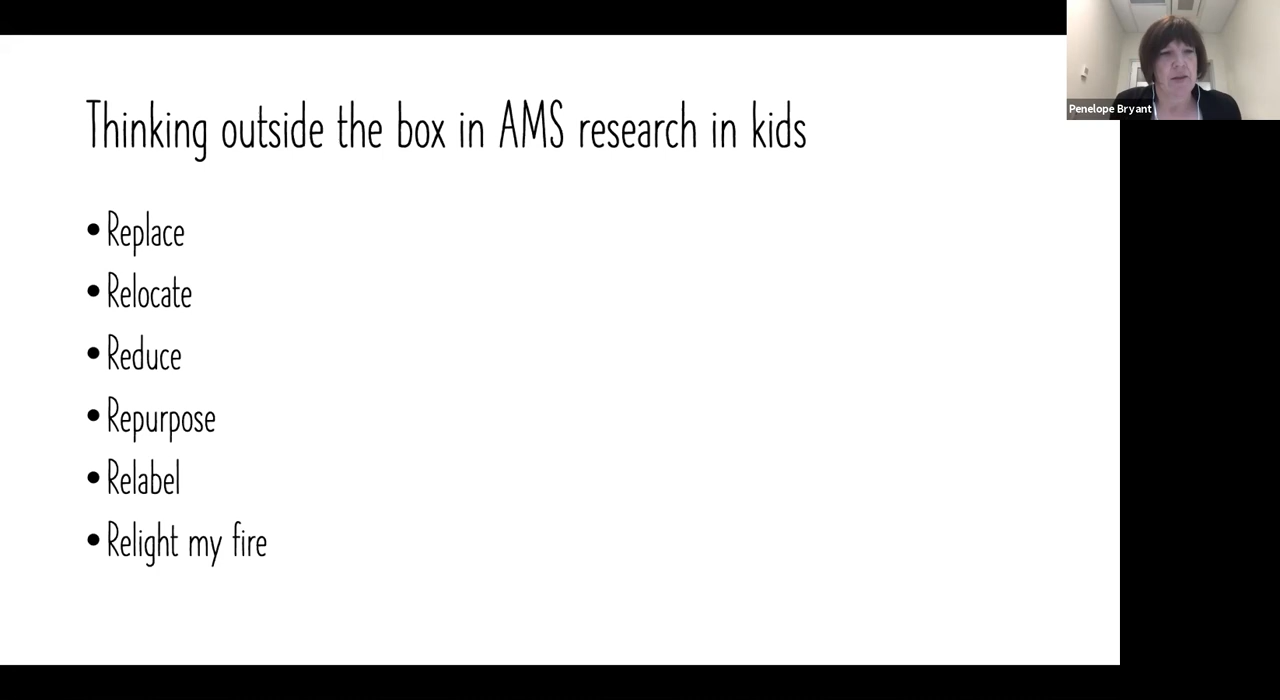 Thinking outside the box in AMS research in kids
• Replace
• Relocate
• Reduce
• Repurpose
• Relabel
• Relight my fire
Penelope Bryant